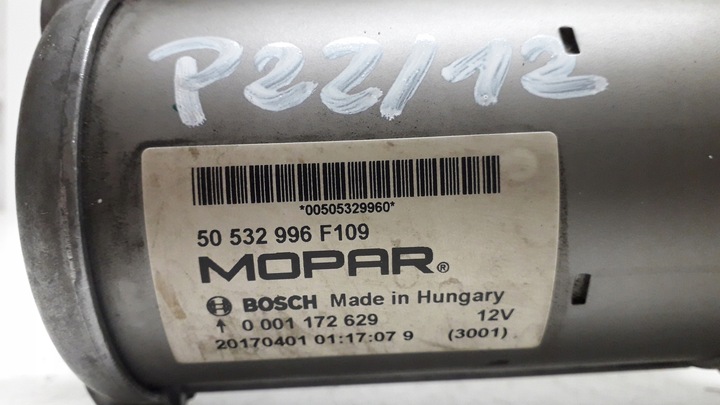 P22/12
*00505329960*
50 532 996 F109
MOPAR®
BOSCH Made in Hungary
0 001 172 629 12V
20170401 01:17:07 9 (3001)